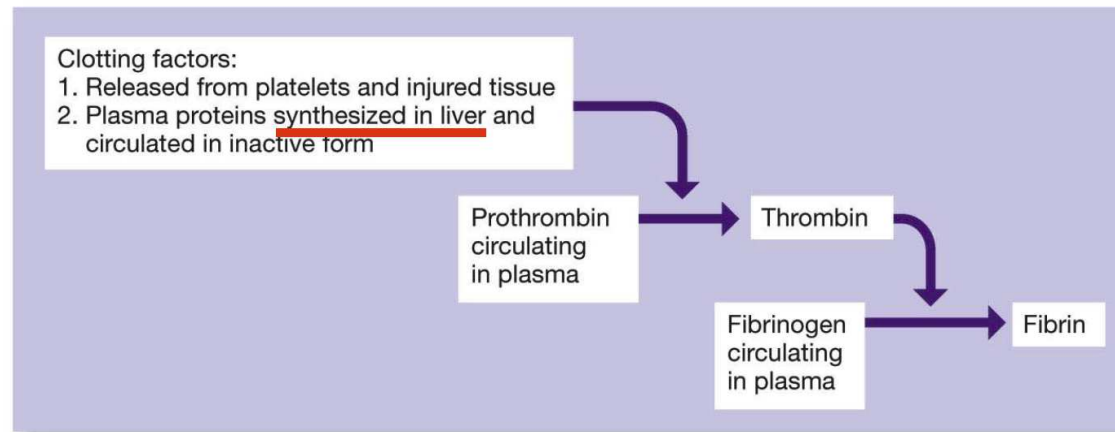 Clotting factors:
1. Released from platelets and injured tissue
2. Plasma proteins synthesized in liver and
circulated in inactive form
Prothrombin
circulating
in plasma
Thrombin
Fibrinogen
circulating
in plasma
Fibrin